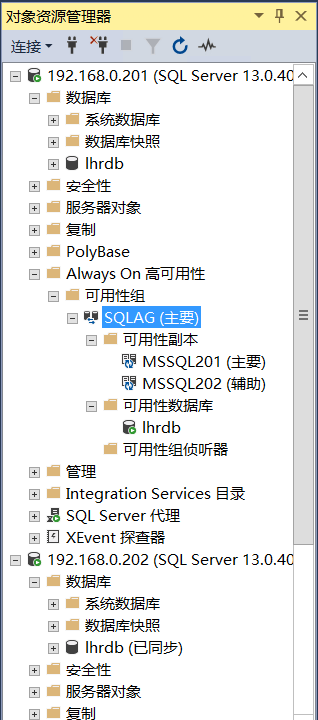 对象资源管理器
连接
192.168.0.201 (SQL Server 13.0.40
数据库
系统数据库
数据库快照
lhrdb
安全性
服务器对象
复制
PolyBase
Always On 高可用性
可用性组
SQLAG (主要)
可用性副本
MSSQL201 (主要)
MSSQL202 (辅助)
可用性数据库
lhrdb
可用性组侦听器
管理
Integration Services 目录
SQL Server 代理
XEvent 探查器
192.168.0.202 (SQL Server 13.0.40
数据库
系统数据库
数据库快照
lhrdb (已同步)
安全性
服务器对象
复制